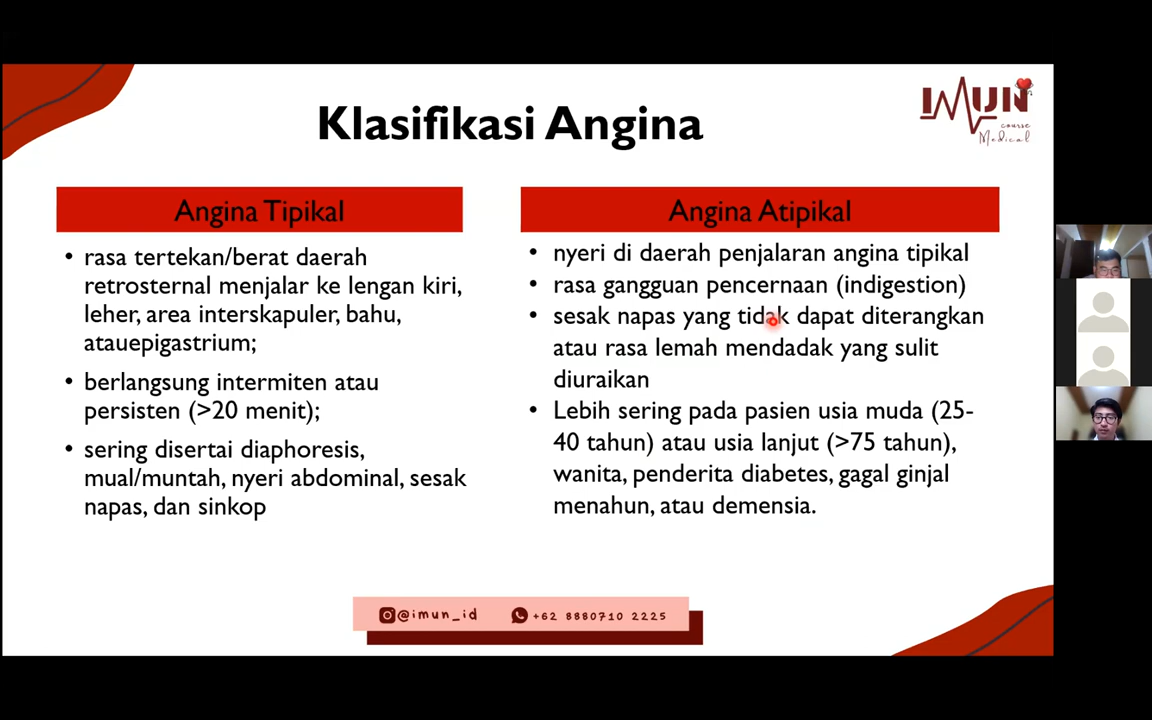 Klasifikasi Angina
IMUN
course
Medical
Angina Tipikal
rasa tertekan/berat daerah
retrosternal menjalar ke lengan kiri,
leher, area interskapuler, bahu,
atauepigastrium;
berlangsung intermiten atau
persisten (>20 menit);
sering disertai diaphoresis,
mual/muntah, nyeri abdominal, sesak
napas, dan sinkop
Angina Atipikal
nyeri di daerah penjalaran angina tipikal
rasa gangguan pencernaan (indigestion)
sesak napas yang tidak dapat diterangkan
atau rasa lemah mendadak yang sulit
diuraikan
Lebih sering pada pasien usia muda (25-
40 tahun) atau usia lanjut (>75 tahun),
wanita, penderita diabetes, gagal ginjal
menahun, atau demensia.
@imun_id +62 8880710 2225